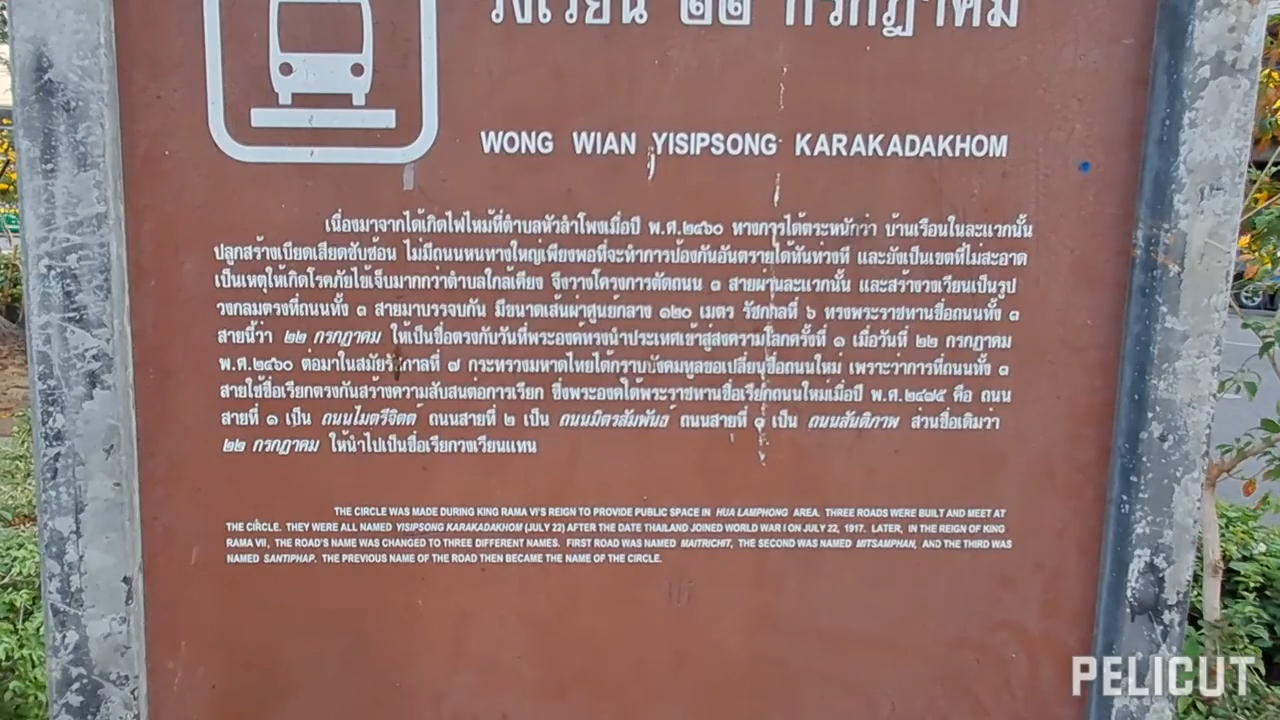 วงเวียน ๒๒ กรกฎาคม
WONG WIAN YISIPSONG KARAKADAKHOM
เนื่องมาจากได้เกิดไฟไหม้ที่ตำบลหัวลำโพงเมื่อปี พ.ศ.๒๔๖๐ ทางการได้ตระหนักว่า บ้านเรือนในละแวกนั้น
ปลูกสร้างเบียดเสียดซับซ้อน ไม่มีถนนหนทางใหญ่เพียงพอที่จะทำการป้องกันอันตรายได้ทันท่วงที และยังเป็นเขตที่ไม่สะอาด
เป็นเหตุให้เกิดโรคภัยไข้เจ็บมากกว่าตำบลใกล้เคียง จึงวางโครงการตัดถนน ๓ สายผ่านละแวกนั้น และสร้างวงเวียนเป็นรูป
วงกลมตรงที่ถนนทั้ง ๓ สายมาบรรจบกัน มีขนาดเส้นผ่าศูนย์กลาง ๑๒๐ เมตร รัชกาลที่ ๖ ทรงพระราชทานชื่อถนนทั้ง ๓
สายนี้ว่า ๒๒ กรกฎาคม ให้เป็นชื่อตรงกับวันที่พระองค์ทรงนำประเทศเข้าสู่สงครามโลกครั้งที่ ๑ เมื่อวันที่ ๒๒ กรกฎาคม
พ.ศ.๒๔๖๐ ต่อมาในสมัยรัชกาลที่ ๗ กระทรวงมหาดไทยได้กราบบังคมทูลขอเปลี่ยนชื่อถนนใหม่ เพราะว่าการที่ถนนทั้ง ๓
สายใช้ชื่อเรียกตรงกันสร้างความสับสนต่อการเรียก ซึ่งพระองค์ได้พระราชทานชื่อเรียกถนนใหม่เมื่อปี พ.ศ.๒๔๗๕ คือ ถนน
สายที่ ๑ เป็น ถนนไมตรีจิตต์ ถนนสายที่ ๒ เป็น ถนนมิตรสัมพันธ์ ถนนสายที่ ๓ เป็น ถนนสันติภาพ ส่วนชื่อเดิมว่า
๒๒ กรกฎาคม ให้นำไปเป็นชื่อเรียกวงเวียนแทน
THE CIRCLE WAS MADE DURING KING RAMA VI'S REIGN TO PROVIDE PUBLIC SPACE IN HUA LAMPHONG AREA. THREE ROADS WERE BUILT AND MEET AT
THE CIRCLE. THEY WERE ALL NAMED YISIPSONG KARAKADAKHOM (JULY 22) AFTER THE DATE THAILAND JOINED WORLD WAR I ON JULY 22, 1917. LATER, IN THE REIGN OF KING
RAMA VII, THE ROAD'S NAME WAS CHANGED TO THREE DIFFERENT NAMES. FIRST ROAD WAS NAMED MAITRICHIT, THE SECOND WAS NAMED MITSAMPHAN, AND THE THIRD WAS
NAMED SANTIPHAP. THE PREVIOUS NAME OF THE ROAD THEN BECAME THE NAME OF THE CIRCLE.
PELICUT